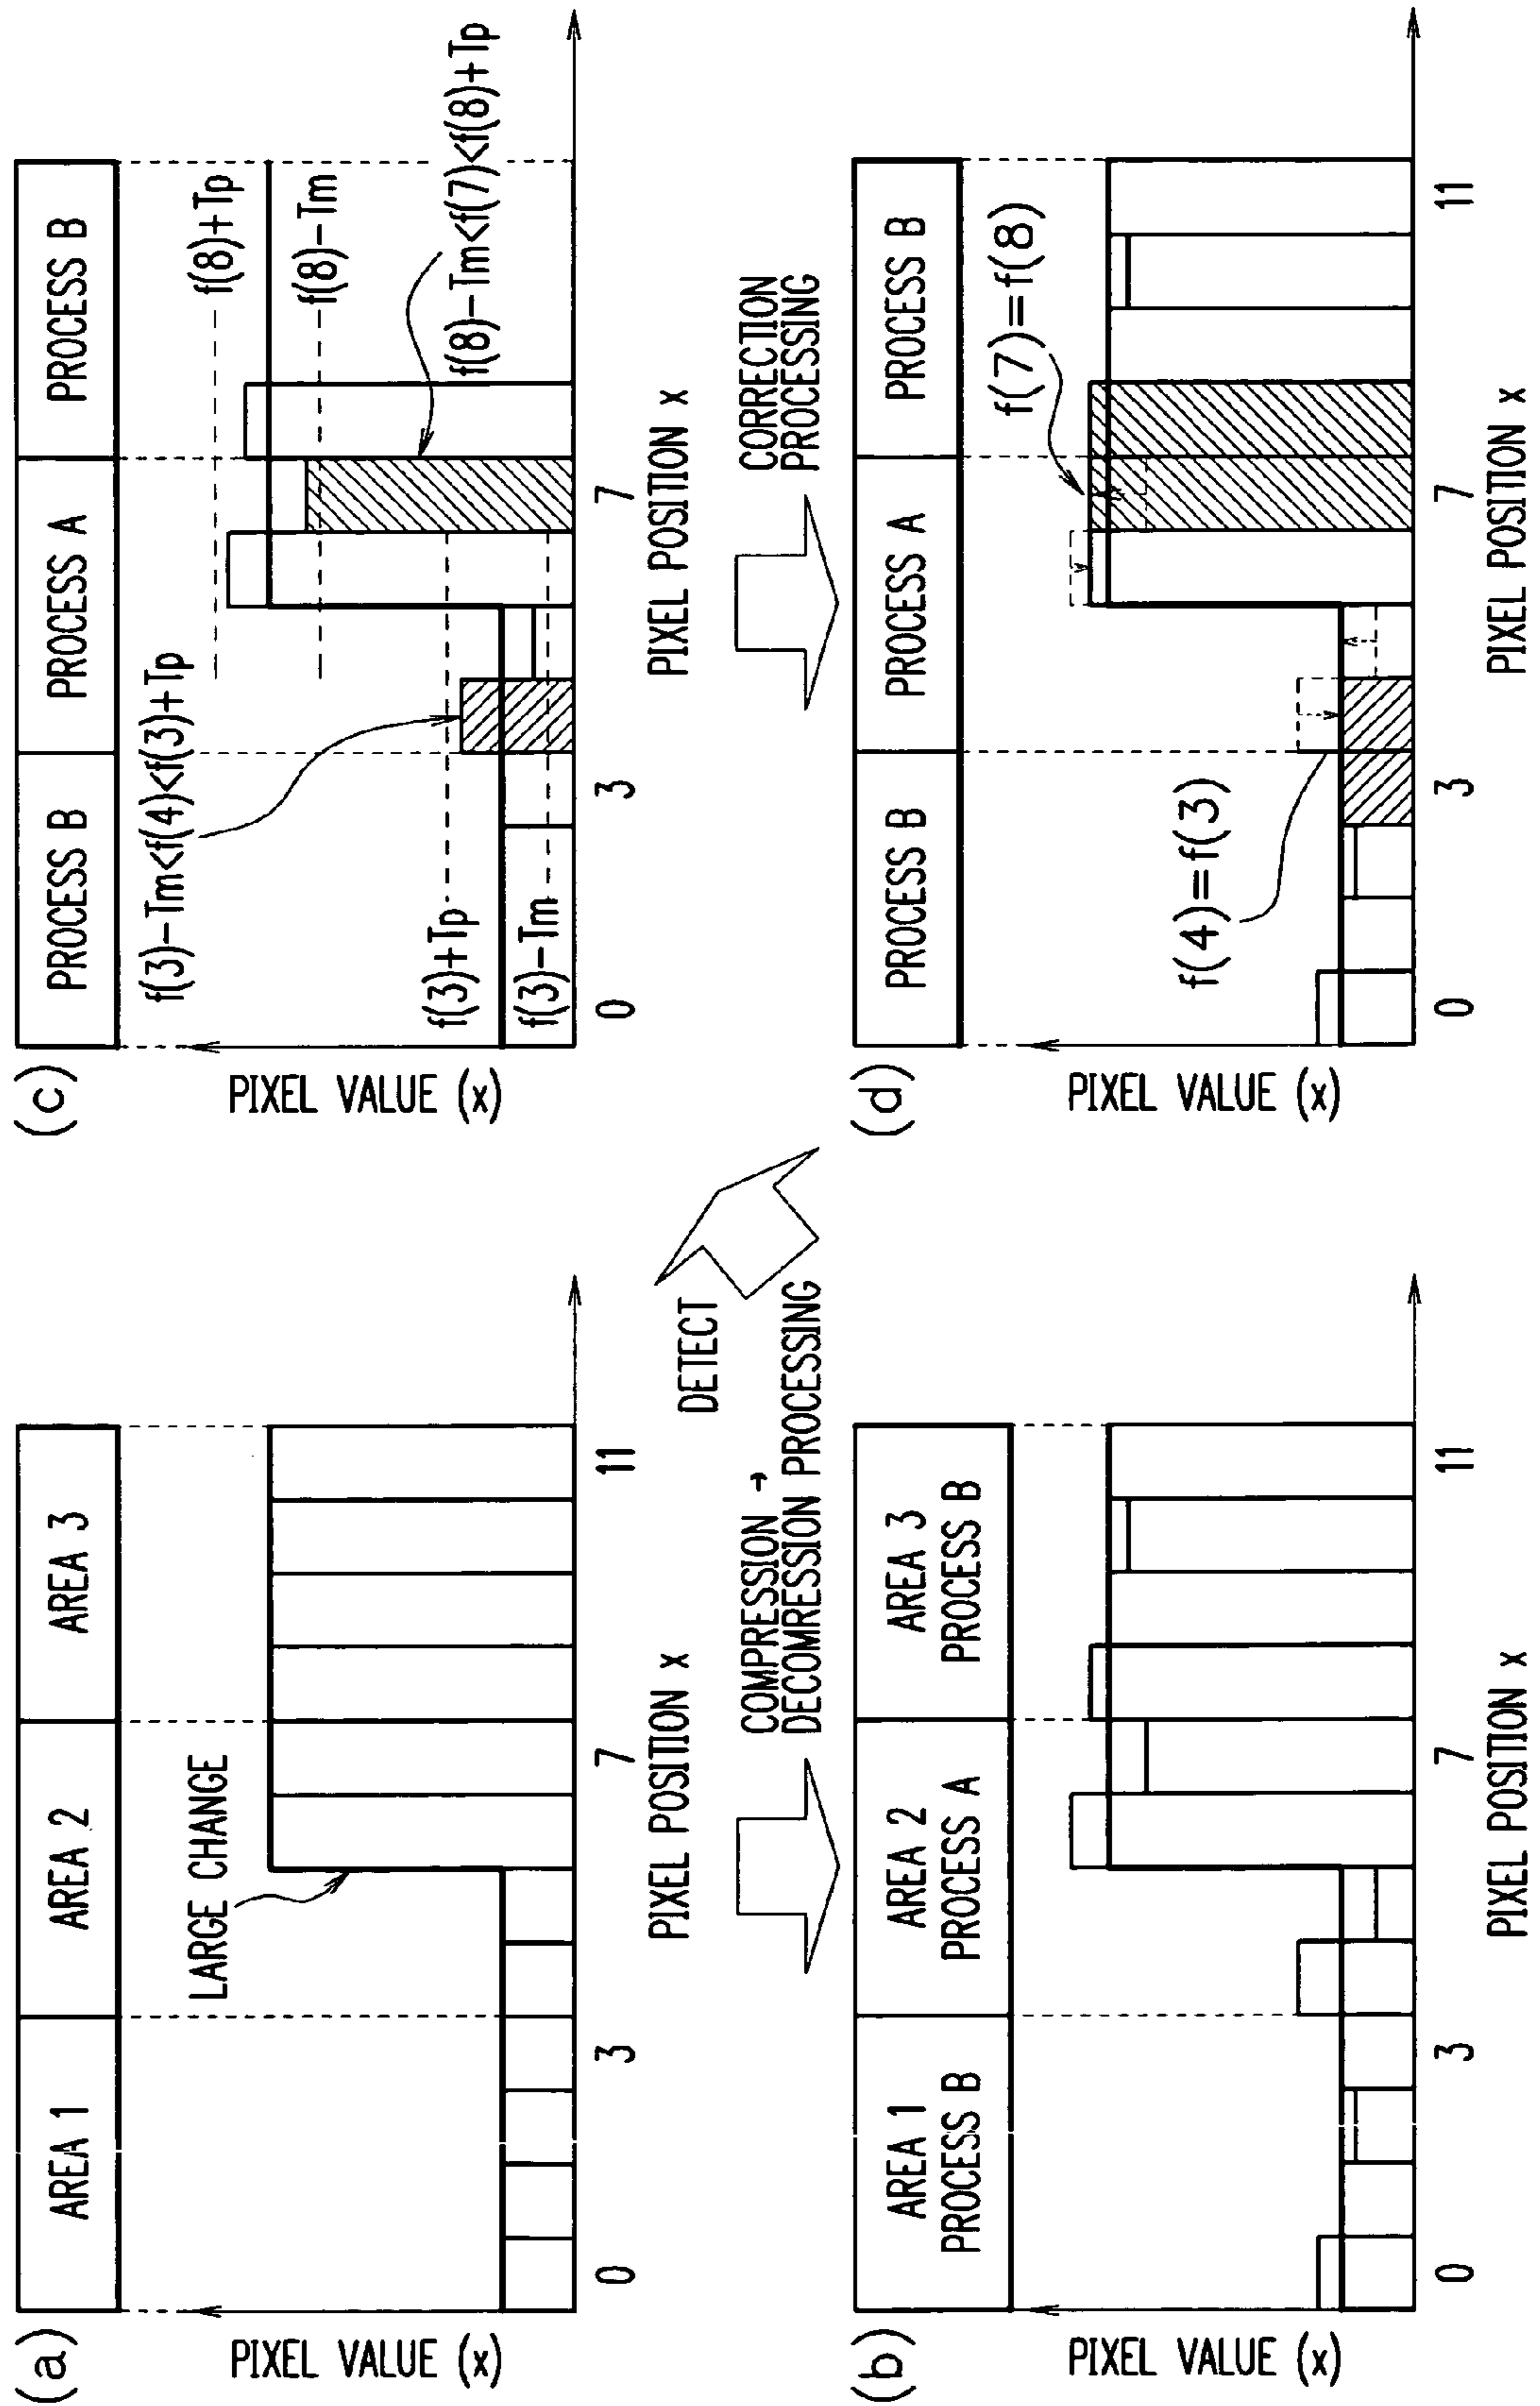 (a)
AREA 1
AREA 2
AREA 3
LARGE CHANGE
PIXEL VALUE (x)
0
3
7
11
PIXEL POSITION x
COMPRESSION →
DECOMRESSION PROCESSING
(b)
AREA 1
PROCESS B
AREA 2
PROCESS A
AREA 3
PROCESS B
PIXEL VALUE (x)
0
3
7
11
PIXEL POSITION x
DETECT
(c)
PROCESS B
PROCESS A
PROCESS B
f(3)-Tm<f(4)<f(3)+Tp
f(8)+Tp
f(8)-Tm
f(3)+Tp
f(8)-Tm<f(7)<f(8)+Tp
f(3)-Tm
PIXEL VALUE (x)
0
3
7
PIXEL POSITION x
CORRECTION
PROCESSING
(d)
PROCESS B
PROCESS A
PROCESS B
f(7)=f(8)
f(4)=f(3)
PIXEL VALUE (x)
0
3
7
11
PIXEL POSITION x